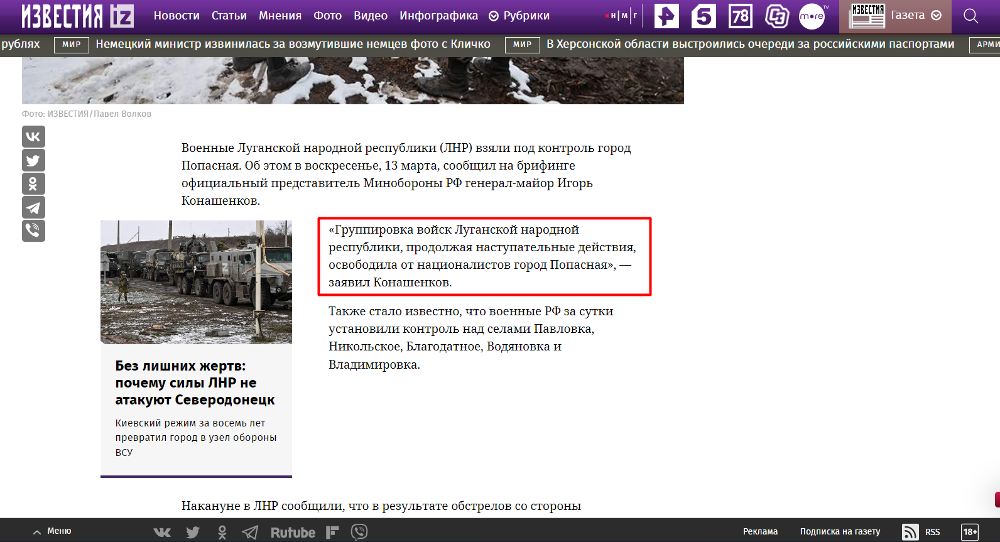 ИЗВЕСТИЯ iz
Новости Статьи Мнения Фото Видео Инфографика Рубрики
н|м|г
5
78
more TV
ИЗВЕСТИЯ
Газета
рублях МИР Немецкий министр извинилась за возмутившие немцев фото с Кличко МИР В Херсонской области выстроились очереди за российскими паспортами АРМИ
Фото: ИЗВЕСТИЯ/Павел Волков
Военные Луганской народной республики (ЛНР) взяли под контроль город
Попасная. Об этом в воскресенье, 13 марта, сообщил на брифинге
официальный представитель Минобороны РФ генерал-майор Игорь
Конашенков.
«Группировка войск Луганской народной
республики, продолжая наступательные действия,
освободила от националистов город Попасная», —
заявил Конашенков.
Также стало известно, что военные РФ за сутки
установили контроль над селами Павловка,
Никольское, Благодатное, Водяновка и
Владимировка.
Z
Без лишних жертв:
почему силы ЛНР не
атакуют Северодонецк
Киевский режим за восемь лет
превратил город в узел обороны
ВСУ
Накануне в ЛНР сообщили, что в результате обстрелов со стороны
Меню
Rutube
Реклама Подписка на газету RSS 18+